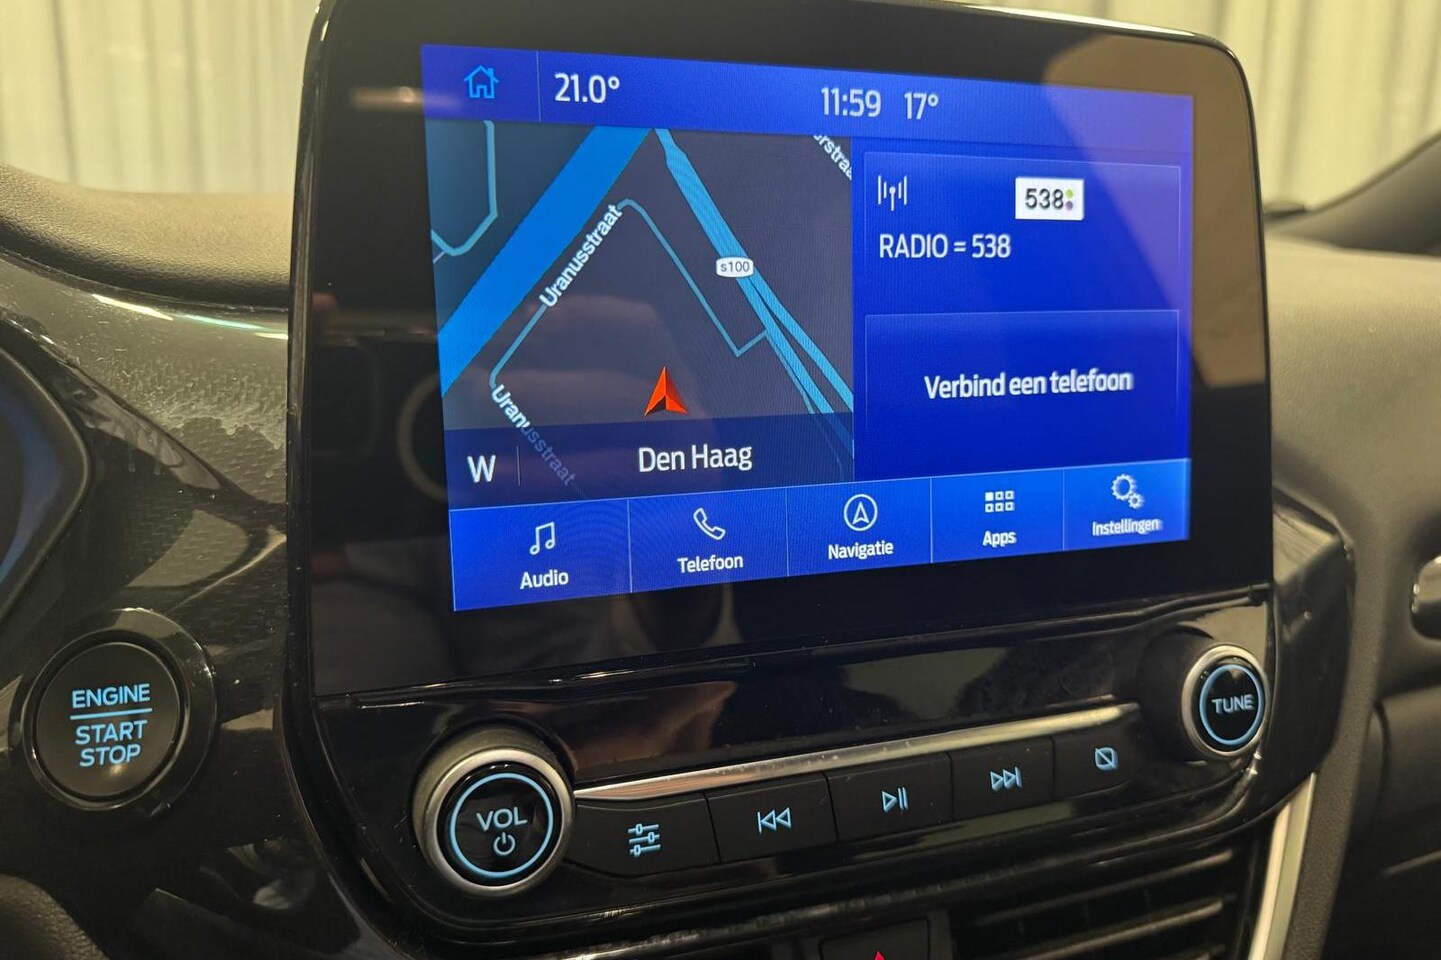 21.0°
11:59 17°
Uranusstraat
s100
Uranusstraat
W
Den Haag
538
RADIO = 538
Verbind een telefoon
Audio
Telefoon
Navigatie
Apps
Instellingen
ENGINE
START
STOP
VOL
TUNE